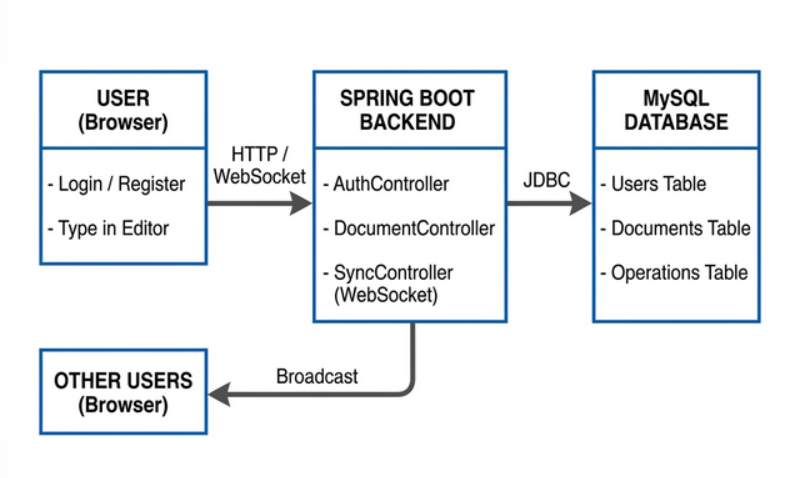 USER
(Browser)
- Login / Register
- Type in Editor
HTTP /
WebSocket
SPRING BOOT
BACKEND
- AuthController
- DocumentController
- SyncController
(WebSocket)
JDBC
MySQL
DATABASE
- Users Table
- Documents Table
- Operations Table
Broadcast
OTHER USERS
(Browser)